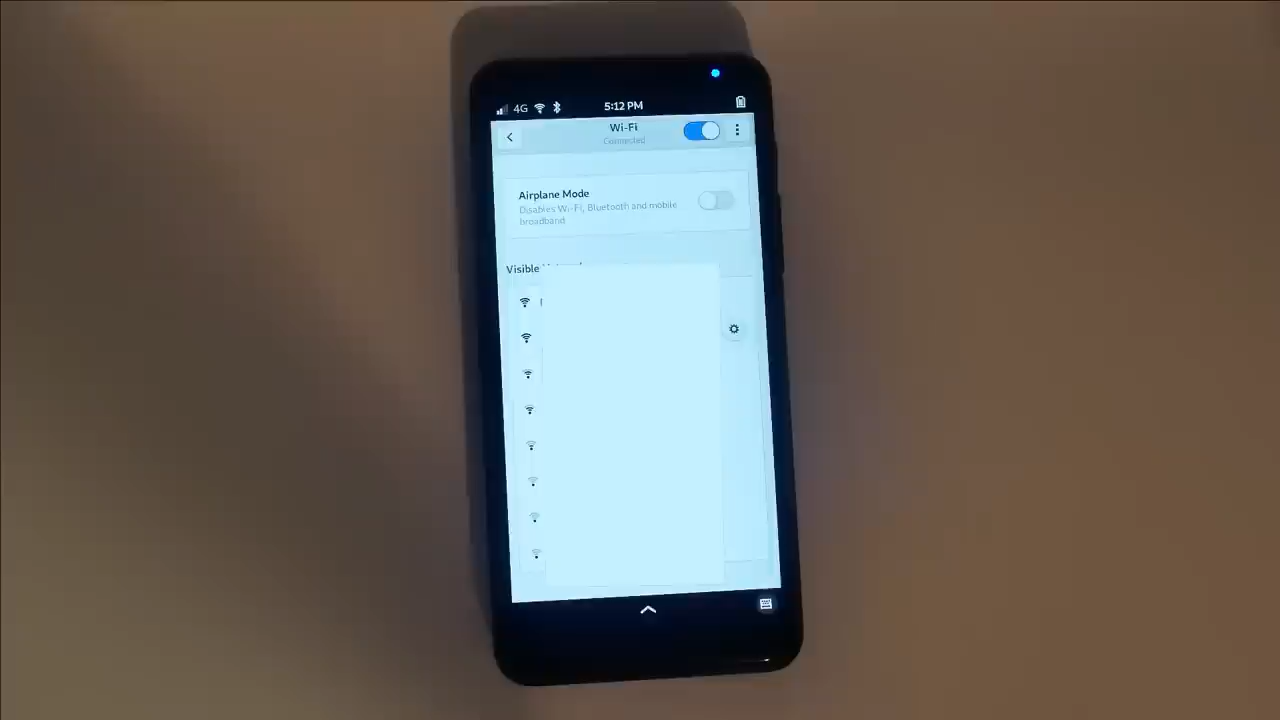 4G 5:12 PM
Wi-Fi
Connected
Airplane Mode
Disables Wi-Fi, Bluetooth and mobile
broadband
Visible